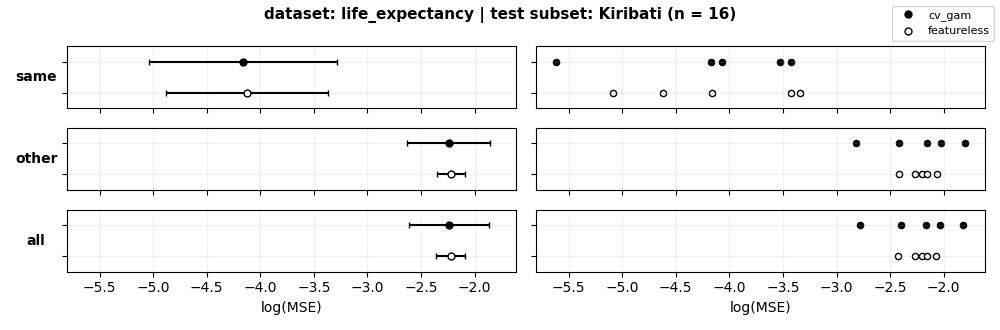 dataset: life_expectancy | test subset: Kiribati (n = 16)
cv_gam
featureless
same
other
all
−5.5 −5.0 −4.5 −4.0 −3.5 −3.0 −2.5 −2.0
−5.5 −5.0 −4.5 −4.0 −3.5 −3.0 −2.5 −2.0
log(MSE)
log(MSE)